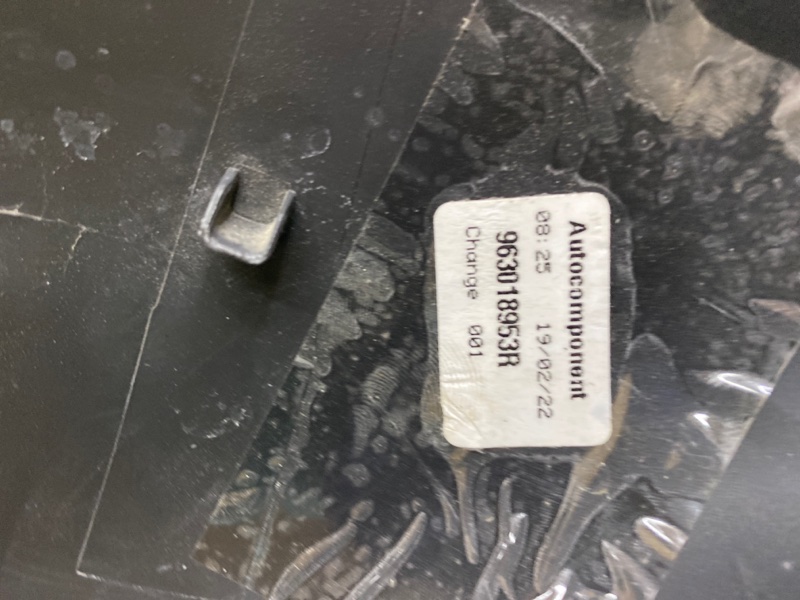 Autocomponent
08:25 19/02/22
963018953R
Change 001